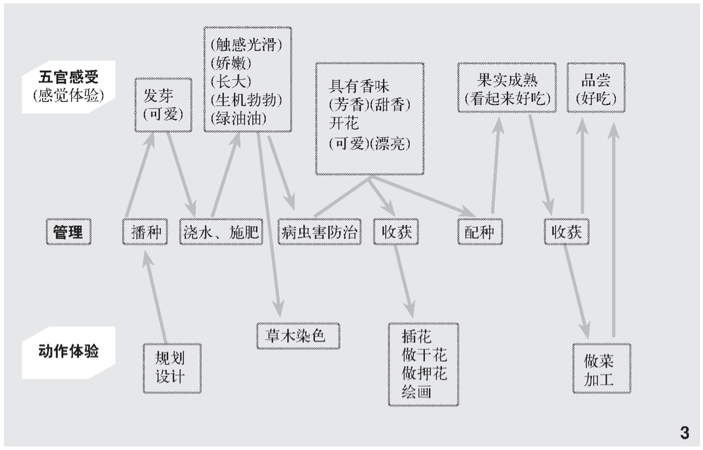 五官感受
(感觉体验)
发芽
(可爱)
(触感光滑)
(娇嫩)
(长大)
(生机勃勃)
(绿油油)
具有香味
(芳香)(甜香)
开花
(可爱)(漂亮)
果实成熟
(看起来好吃)
品尝
(好吃)
管理
播种
浇水、施肥
病虫害防治
收获
配种
收获
动作体验
规划
设计
草木染色
插花
做干花
做押花
绘画
做菜
加工
3